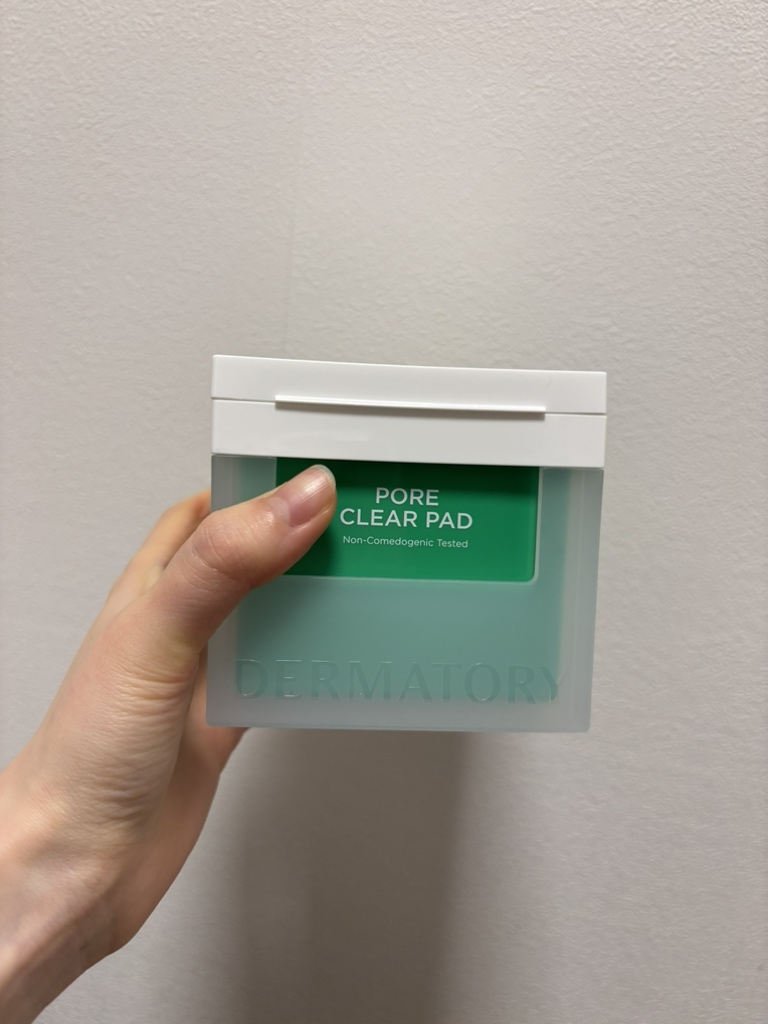 PORE
CLEAR PAD
Non-Comedogenic Tested
DERMATORY